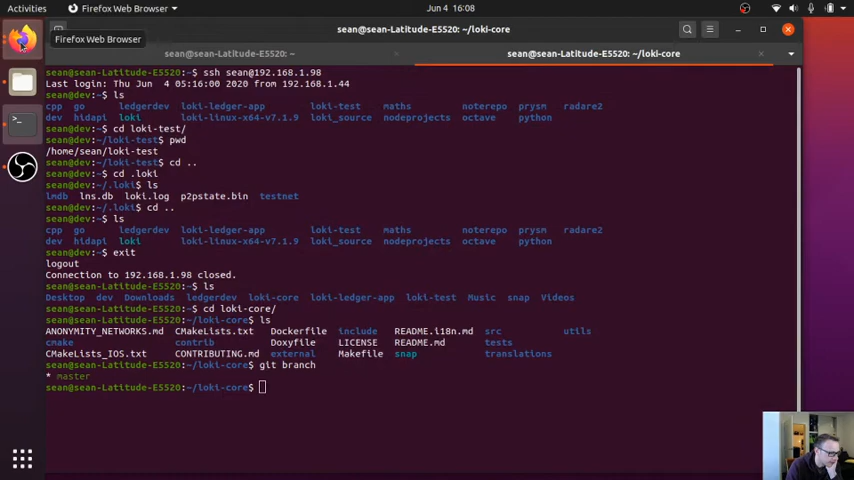 Activities Firefox Web Browser Jun 4 16:08
sean@sean-Latitude-E5520: ~/loki-core
Firefox Web Browser
sean@sean-Latitude-E5520: ~
sean@sean-Latitude-E5520: ~/loki-core
sean@sean-Latitude-E5520:~$ ssh sean@192.168.1.98
Last login: Thu Jun  4 05:16:00 2020 from 192.168.1.44
sean@dev:~$ ls
cpp go ledgerdev loki-ledger-app loki-test maths noterepo prysm radare2
dev hidapi loki loki-linux-x64-v7.1.9 loki_source nodeprojects octave python
sean@dev:~$ cd loki-test/
sean@dev:~/loki-test$ pwd
/home/sean/loki-test
sean@dev:~/loki-test$ cd ..
sean@dev:~$ cd .loki
sean@dev:~/.loki$ ls
lmdb lns.db loki.log p2pstate.bin testnet
sean@dev:~/.loki$ cd ..
sean@dev:~$ ls
cpp go ledgerdev loki-ledger-app loki-test maths noterepo prysm radare2
dev hidapi loki loki-linux-x64-v7.1.9 loki_source nodeprojects octave python
sean@dev:~$ exit
logout
Connection to 192.168.1.98 closed.
sean@sean-Latitude-E5520:~$ ls
Desktop dev Downloads ledgerdev loki-core loki-ledger-app loki-test Music snap Videos
sean@sean-Latitude-E5520:~$ cd loki-core/
sean@sean-Latitude-E5520:~/loki-core$ ls
ANONYMITY_NETWORKS.md CMakeLists.txt Dockerfile include README.i18n.md src utils
cmake contrib Doxyfile LICENSE README.md tests
CMakeLists_IOS.txt CONTRIBUTING.md external Makefile snap translations
sean@sean-Latitude-E5520:~/loki-core$ git branch
* master
sean@sean-Latitude-E5520:~/loki-core$